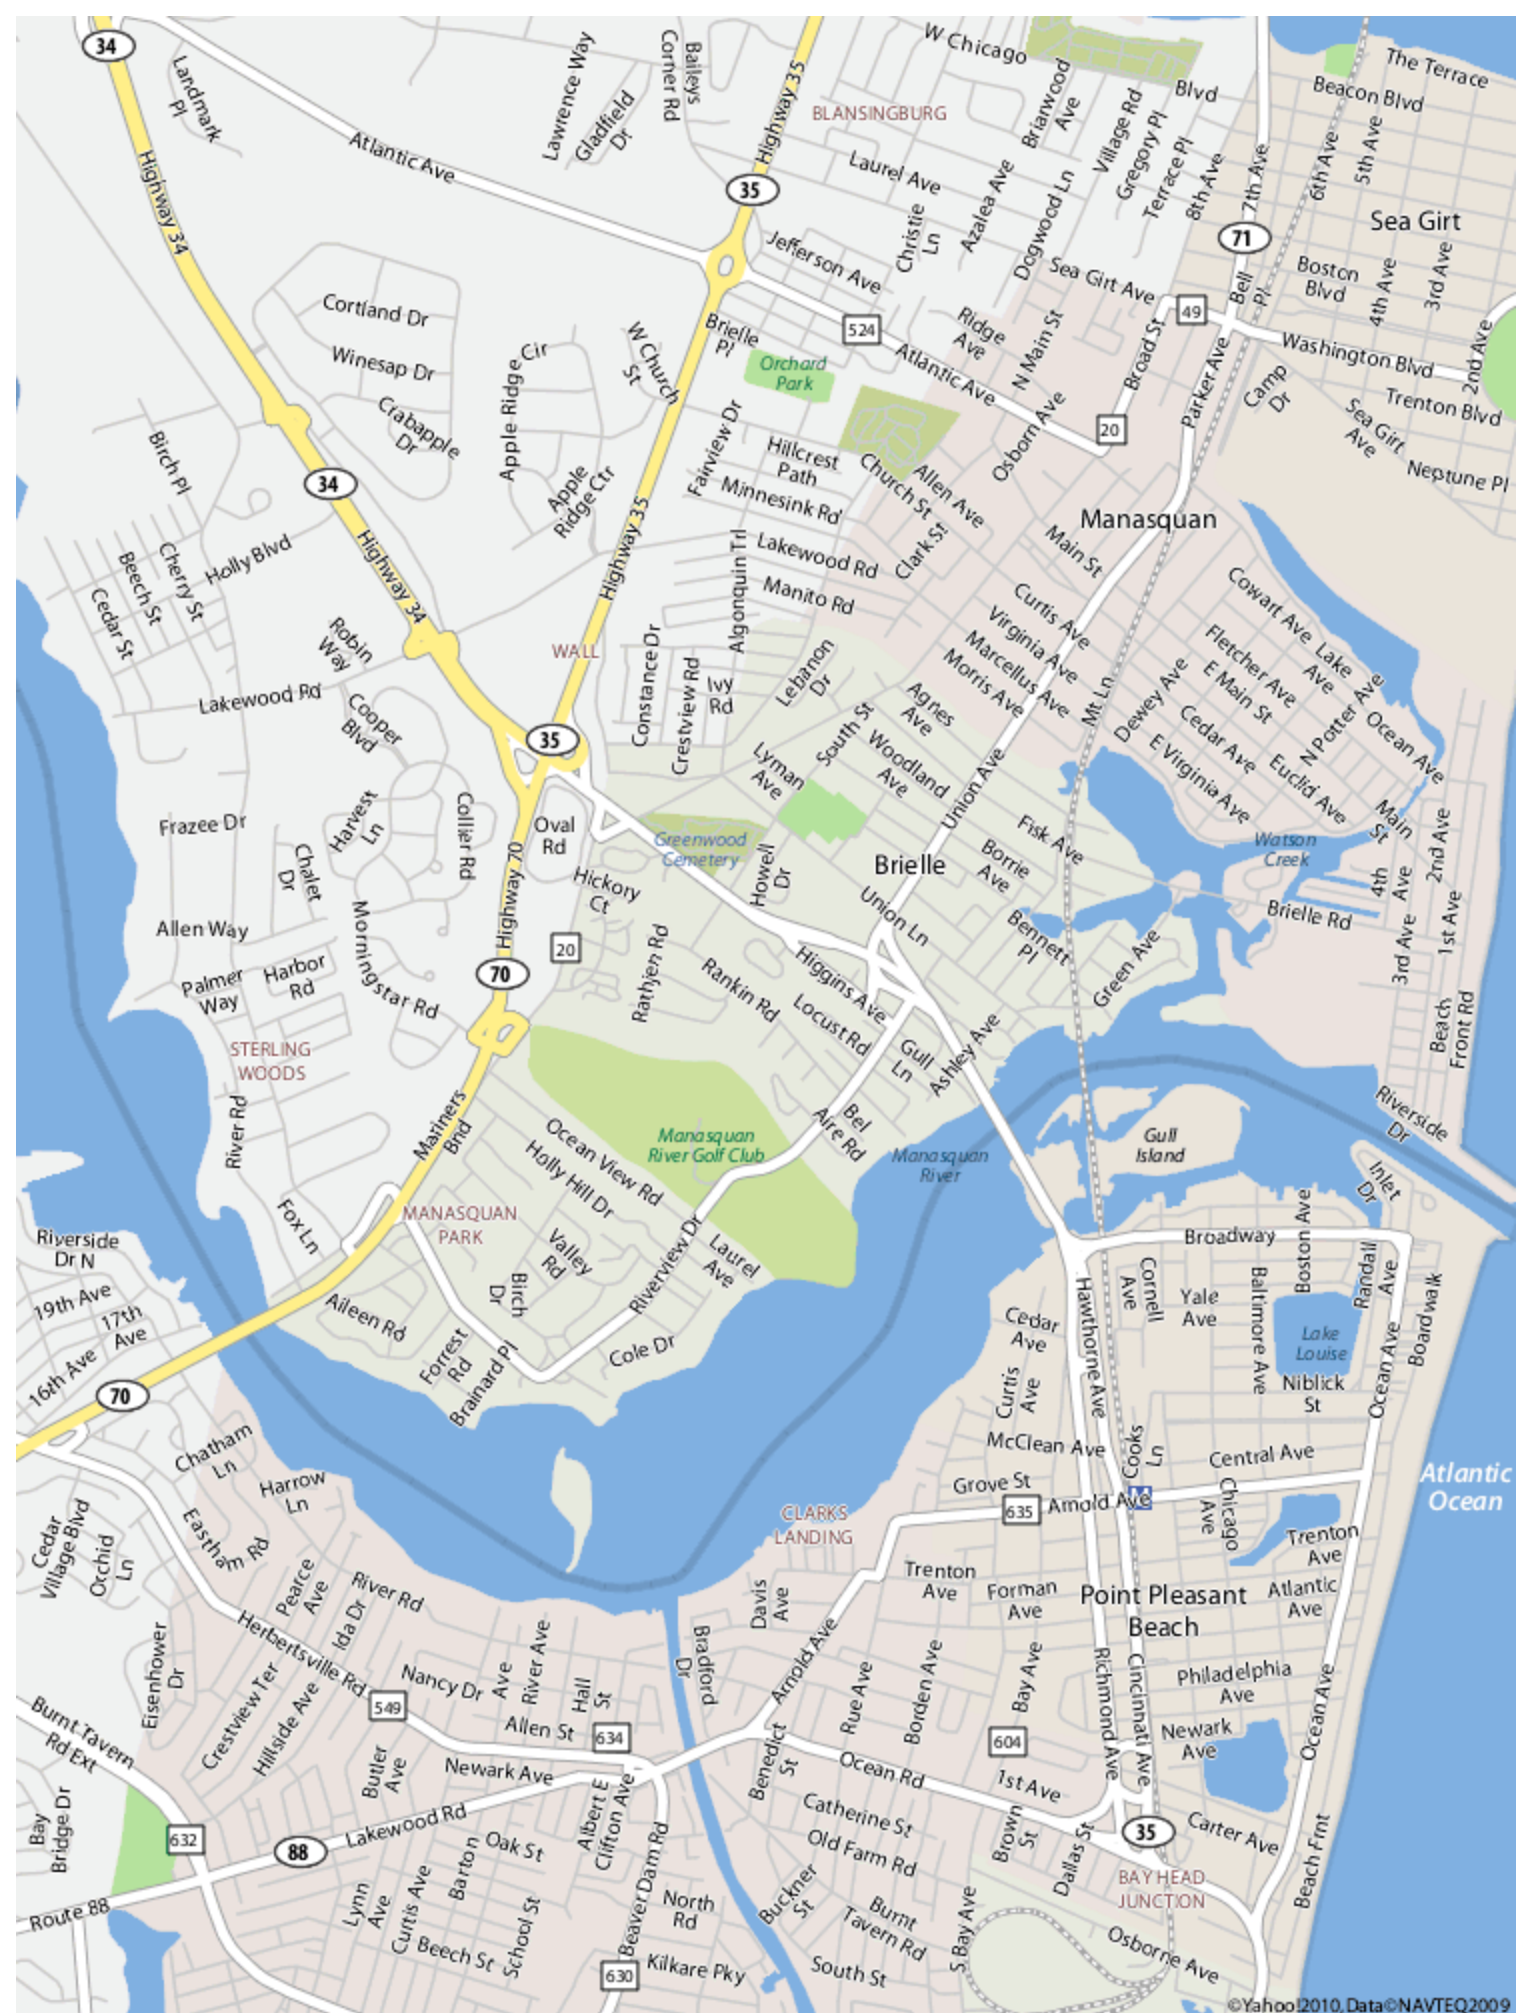 34
Landmark
Pl
Highway 34
Atlantic Ave
Lawrence Way
Gladfield
Dr
Baileys
Corner Rd
Highway 35
35
BLANSINGBURG
W Chicago
Blvd
Briarwood
Ave
Village Rd
Gregory Pl
Terrace Pl
8th Ave
7th Ave
71
Bell
Pl
The Terrace
Beacon Blvd
6th Ave
5th Ave
Sea Girt
Boston
Blvd
4th Ave
3rd Ave
2nd Ave
Laurel Ave
Christie
Ln
Azalea Ave
Dogwood Ln
Jefferson Ave
Sea Girt Ave
49
Washington Blvd
Trenton Blvd
Camp
Dr
Sea Girt
Ave
Neptune Pl
Cortland Dr
Winesap Dr
Crabapple
Dr
Apple Ridge Cir
Apple
Ridge Ctr
W Church
St
Brielle
Pl
524
Atlantic Ave
Orchard
Park
Ridge
Ave
N Main St
Broad St
20
Parker Ave
Osborn Ave
Birch Pl
34
Highway 34
Holly Blvd
Cherry St
Beech St
Cedar St
Highway 35
Fairview Dr
Hillcrest
Path
Minnesink Rd
Church St
Allen Ave
Clark St
Lakewood Rd
Manito Rd
Algonquin Trl
Manasquan
Main St
Curtis Ave
Virginia Ave
Marcellus Ave
Morris Ave
Cowart Ave
Lake
Ave
Fletcher Ave
E Main St
Cedar Ave
E Virginia Ave
Dewey Ave
Mt Ln
N Potter Ave
Ocean Ave
Euclid Ave
Main
St
Robin
Way
Lakewood Rd
Cooper
Blvd
WALL
35
Constance Dr
Crestview Rd
Ivy
Rd
Lebanon
Dr
Agnes
Ave
South St
Woodland
Ave
Lyman
Ave
Union Ave
Frazee Dr
Harvest
Ln
Collier Rd
Chalet
Dr
Oval
Rd
Highway 70
Greenwood
Cemetery
Howell
Dr
Brielle
Fisk Ave
Borrie
Ave
Bennett
Pl
Watson
Creek
4th
Ave
2nd Ave
Brielle Rd
3rd Ave
1st Ave
Beach
Front Rd
Hickory
Ct
20
Rathjen Rd
Rankin Rd
Union Ln
Higgins Ave
Locust Rd
Gull
Ln
Ashley Ave
Green Ave
Allen Way
Palmer
Way
Harbor
Rd
Morningstar Rd
70
STERLING
WOODS
River Rd
Mariners
Bnd
Ocean View Rd
Holly Hill Dr
Manasquan
River Golf Club
Bel
Aire Rd
Manasquan
River
Gull
Island
Riverside
Dr
Inlet
Dr
Fox Ln
MANASQUAN
PARK
Valley
Rd
Birch
Dr
Riverview Dr
Laurel
Ave
Broadway
Boston Ave
Randall
Ave
Riverside
Dr N
19th Ave
17th
Ave
16th Ave
70
Aileen Rd
Forrest
Rd
Brainard Pl
Cole Dr
Cedar
Ave
Curtis
Ave
Hawthorne Ave
Cornell
Ave
Yale
Ave
Baltimore Ave
Lake
Louise
Niblick
St
Ocean Ave
Boardwalk
Chatham
Ln
Harrow
Ln
Eastham Rd
Cedar
Village Blvd
Orchid
Ln
McClean Ave
Grove St
635
Arnold Ave
Cooks
Ln
M
Central Ave
Chicago
Ave
Trenton
Ave
Atlantic
Ocean
CLARKS
LANDING
Trenton
Ave
Forman
Ave
Point Pleasant
Beach
Atlantic
Ave
Davis
Ave
Arnold Ave
Rue Ave
Borden Ave
Bay Ave
Richmond Ave
Cincinnati Ave
Philadelphia
Ave
Newark
Ave
Ocean Ave
Pearce
Ave
River Rd
Ida Dr
Herbertsville Rd
Eisenhower
Dr
Crestview Ter
Hillside Ave
549
Nancy Dr
Ave
River Ave
Hall
St
Allen St
634
Bradford
Dr
Burnt Tavern
Rd Ext
Butler
Ave
Newark Ave
Lakewood Rd
Albert E
Clifton Ave
Benedict
St
Ocean Rd
604
1st Ave
Catherine St
Old Farm Rd
Brown
St
Dallas St
35
Carter Ave
BAY HEAD
JUNCTION
Beach Frnt
Bay
Bridge Dr
632
88
Route 88
Lynn
Ave
Curtis Ave
Barton
Oak St
Beech St
School St
Beaver Dam Rd
North
Rd
Kilkare Pky
630
Buckner
St
Burnt
Tavern Rd
South St
S Bay Ave
Osborne Ave
©Yahoo!2010, Data©NAVTEQ2009